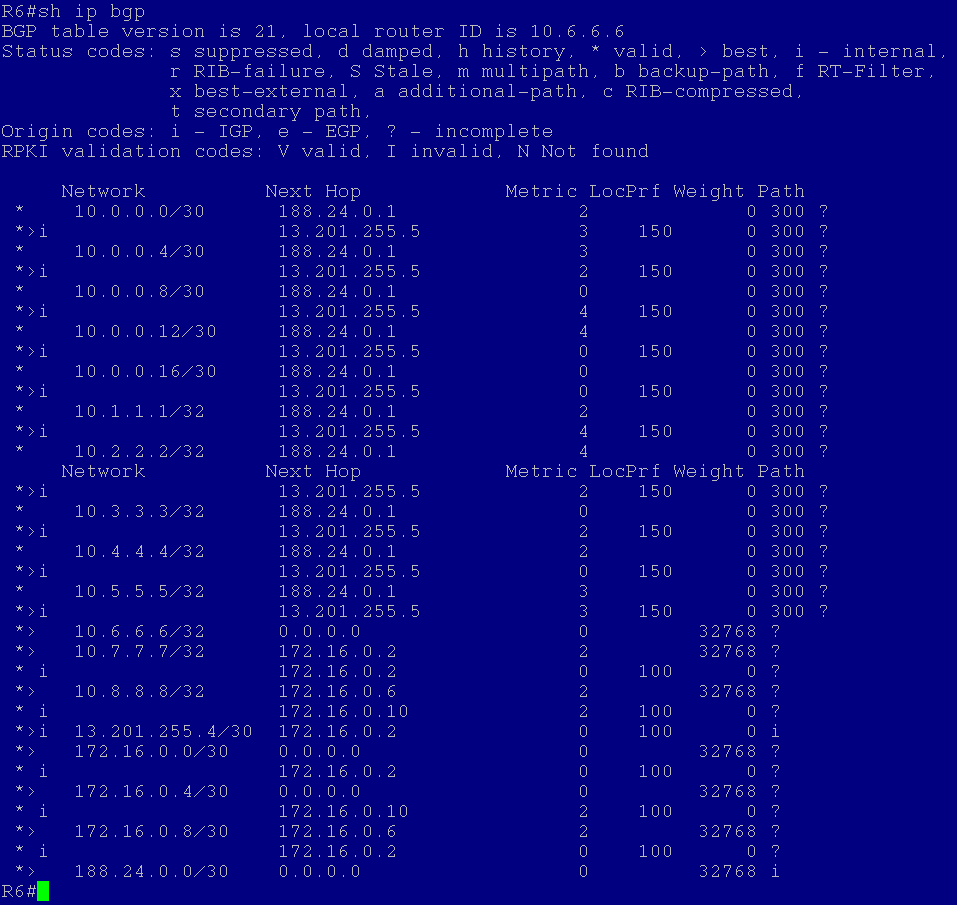 R6#sh ip bgp
BGP table version is 21, local router ID is 10.6.6.6
Status codes: s suppressed, d damped, h history, * valid, > best, i - internal,
              r RIB-failure, S Stale, m multipath, b backup-path, f RT-Filter,
              x best-external, a additional-path, c RIB-compressed,
              t secondary path,
Origin codes: i - IGP, e - EGP, ? - incomplete
RPKI validation codes: V valid, I invalid, N Not found

     Network          Next Hop            Metric LocPrf Weight Path
 *    10.0.0.0/30      188.24.0.1               2             0 300 ?
 *>i                   13.201.255.5             3    150      0 300 ?
 *    10.0.0.4/30      188.24.0.1               3             0 300 ?
 *>i                   13.201.255.5             2    150      0 300 ?
 *    10.0.0.8/30      188.24.0.1               0             0 300 ?
 *>i                   13.201.255.5             4    150      0 300 ?
 *    10.0.0.12/30     188.24.0.1               4             0 300 ?
 *>i                   13.201.255.5             0    150      0 300 ?
 *    10.0.0.16/30     188.24.0.1               0             0 300 ?
 *>i                   13.201.255.5             0    150      0 300 ?
 *    10.1.1.1/32      188.24.0.1               2             0 300 ?
 *>i                   13.201.255.5             4    150      0 300 ?
 *    10.2.2.2/32      188.24.0.1               4             0 300 ?
     Network          Next Hop            Metric LocPrf Weight Path
 *>i                   13.201.255.5             2    150      0 300 ?
 *    10.3.3.3/32      188.24.0.1               0             0 300 ?
 *>i                   13.201.255.5             2    150      0 300 ?
 *    10.4.4.4/32      188.24.0.1               2             0 300 ?
 *>i                   13.201.255.5             0    150      0 300 ?
 *    10.5.5.5/32      188.24.0.1               3             0 300 ?
 *>i                   13.201.255.5             3    150      0 300 ?
 *>   10.6.6.6/32      0.0.0.0                  0         32768 ?
 *>   10.7.7.7/32      172.16.0.2               2         32768 ?
 * i                   172.16.0.2               0    100      0 ?
 *>   10.8.8.8/32      172.16.0.6               2         32768 ?
 * i                   172.16.0.10              2    100      0 ?
 *>i  13.201.255.4/30  172.16.0.2               0    100      0 i
 *>   172.16.0.0/30    0.0.0.0                  0         32768 ?
 * i                   172.16.0.2               0    100      0 ?
 *>   172.16.0.4/30    0.0.0.0                  0         32768 ?
 * i                   172.16.0.10              2    100      0 ?
 *>   172.16.0.8/30    172.16.0.6               2         32768 ?
 * i                   172.16.0.2               0    100      0 ?
 *>   188.24.0.0/30    0.0.0.0                  0         32768 i
R6#